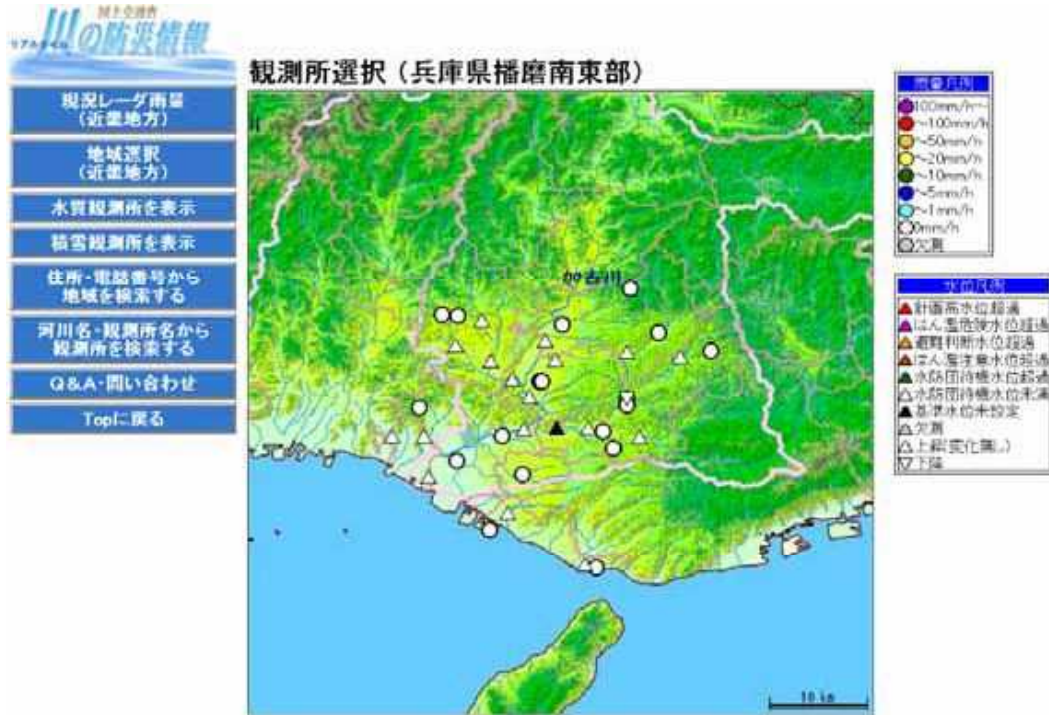 国土交通省
リアルタイム
川の防災情報
現況レーダ雨量
(近畿地方)
地域選択
(近畿地方)
水質観測所を表示
積雪観測所を表示
住所・電話番号から
地域を検索する
河川名・観測所名から
観測所を検索する
Q&A・問い合わせ
Topに戻る
観測所選択(兵庫県播磨南東部)
加古川
10 km
雨量凡例
100mm/h～
～100mm/h
～50mm/h
～20mm/h
～10mm/h
～5mm/h
～1mm/h
0mm/h
欠測
水位凡例
計画高水位超過
はん濫危険水位超過
避難判断水位超過
はん濫注意水位超過
水防団待機水位超過
水防団待機水位未満
基準水位未設定
欠測
上昇(変化無し)
下降